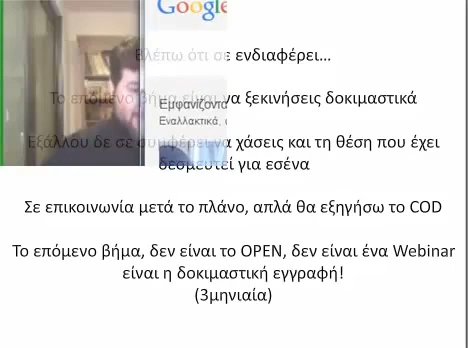 Google
Βλέπω ότι σε ενδιαφέρει...
Εμφανίζοντα
Το επόμενο βήμα είναι να ξεκινήσεις δοκιμαστικά
Εναλλακτικά,
Εξάλλου δε σε συμφέρει να χάσεις και τη θέση που έχει
δεσμευτεί για εσένα
Σε επικοινωνία μετά το πλάνο, απλά θα εξηγήσω το COD
Το επόμενο βήμα, δεν είναι το OPEN, δεν είναι ένα Webinar
είναι η δοκιμαστική εγγραφή!
(3μηνιαία)